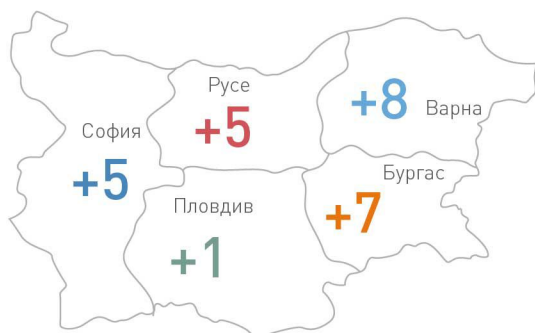 Русе
+5
+8
Варна
София
+5
Бургас
+7
Пловдив
+1